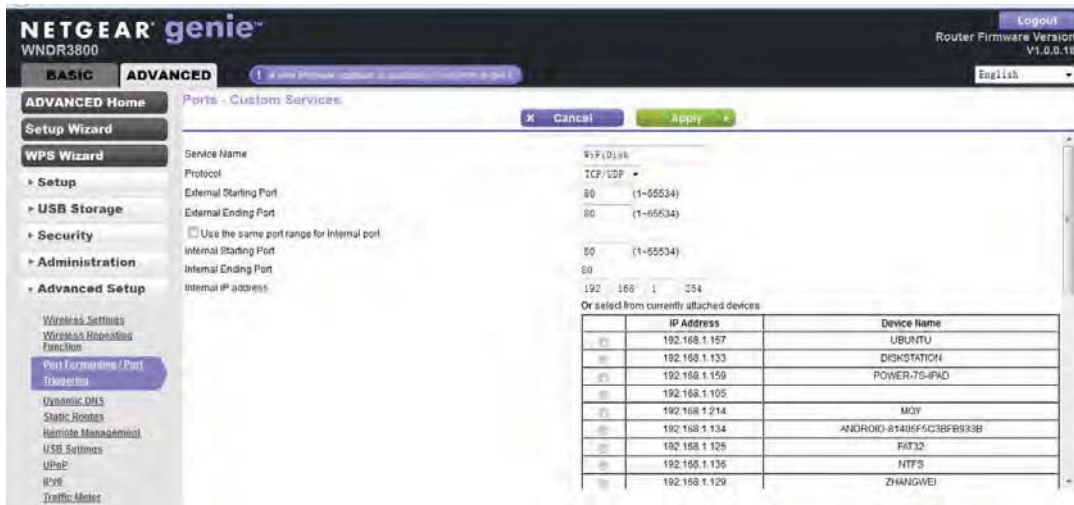 NETGEAR genie
WNDR3800
Logout
Router Firmware Version
V1.0.0.18
BASIC
ADVANCED
English
ADVANCED Home
Setup Wizard
WPS Wizard
Setup
USB Storage
Security
Administration
Advanced Setup
Wireless Settings
Wireless Repeating Function
Port Forwarding / Port Triggering
Dynamic DNS
Static Routes
Remote Management
USB Settings
UPnP
IPv6
Traffic Meter
Ports - Custom Services
X Cancel
Apply
Service Name WiFiDisk
Protocol TCP/UDP
External Starting Port 80 (1~65534)
External Ending Port 80 (1~65534)
Use the same port range for Internal port
Internal Starting Port 80 (1~65534)
Internal Ending Port 80
Internal IP address 192 168 1 254
Or select from currently attached devices
IP Address Device Name
192.168.1.157 UBUNTU
192.168.1.133 DISKSTATION
192.168.1.159 POWER-7S-IPAD
192.168.1.105
192.168.1.214 MOY
192.168.1.134 ANDROID-81405F5C3BFB933B
192.168.1.125 FAT32
192.168.1.136 NTFS
192.168.1.129 ZHANGWEI